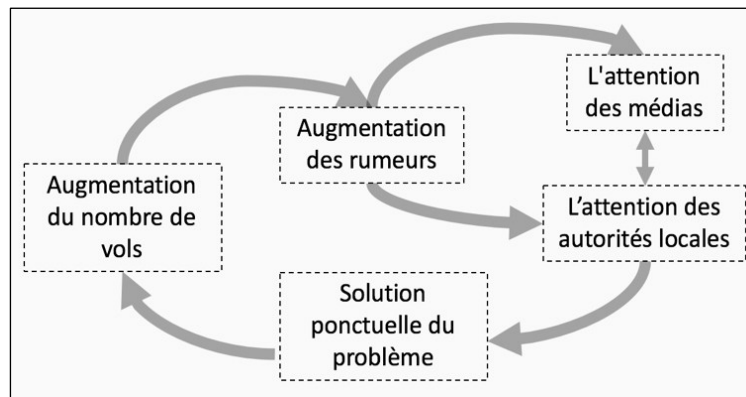 L'attention
des médias
Augmentation
des rumeurs
Augmentation
du nombre de
vols
L’attention des
autorités locales
Solution
ponctuelle du
problème